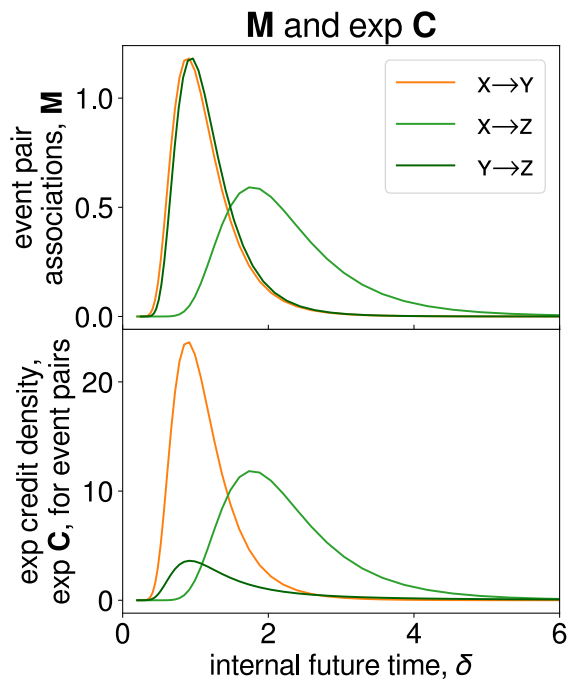 M and exp C
event pair
associations, M
1.0
0.5
0.0
X→Y
X→Z
Y→Z
exp credit density,
exp C, for event pairs
20
10
0
0 2 4 6
internal future time, δ